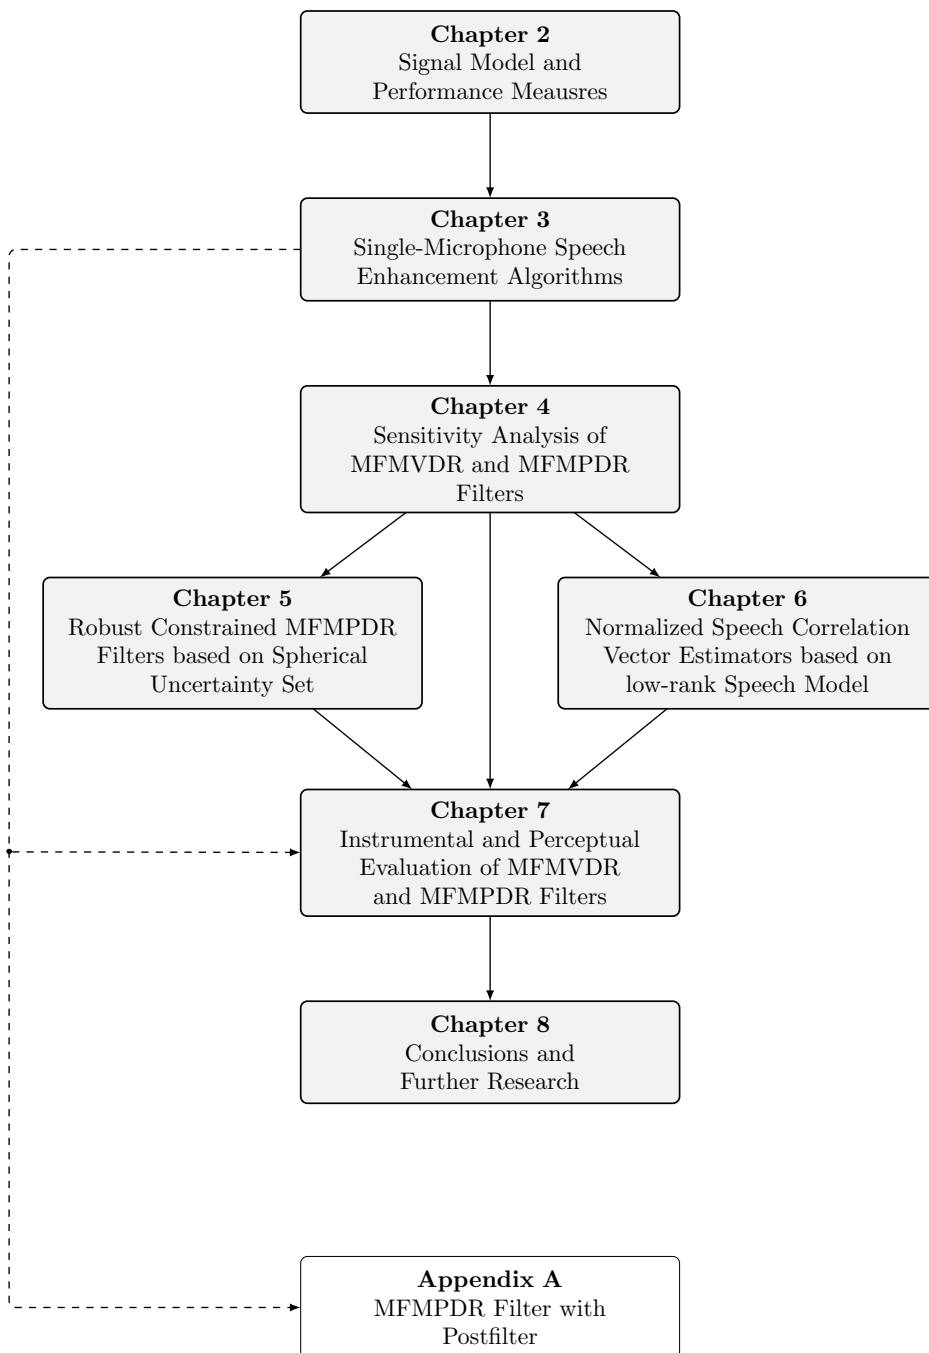 Chapter 2
Signal Model and
Performance Meausres
Chapter 3
Single-Microphone Speech
Enhancement Algorithms
Chapter 4
Sensitivity Analysis of
MFMVDR and MFMPDR
Filters
Chapter 5
Robust Constrained MFMPDR
Filters based on Spherical
Uncertainty Set
Chapter 6
Normalized Speech Correlation
Vector Estimators based on
low-rank Speech Model
Chapter 7
Instrumental and Perceptual
Evaluation of MFMVDR
and MFMPDR Filters
Chapter 8
Conclusions and
Further Research
Appendix A
MFMPDR Filter with
Postfilter